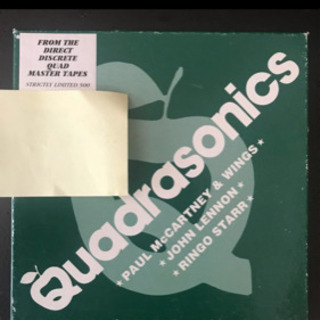 FROM THE
DIRECT
DISCRETE
QUAD
MASTER TAPES
STRICTLY LIMITED 500
Quadrasonics
*PAUL McCARTNEY & WINGS*
JOHN LENNON*
*RINGO STARR*